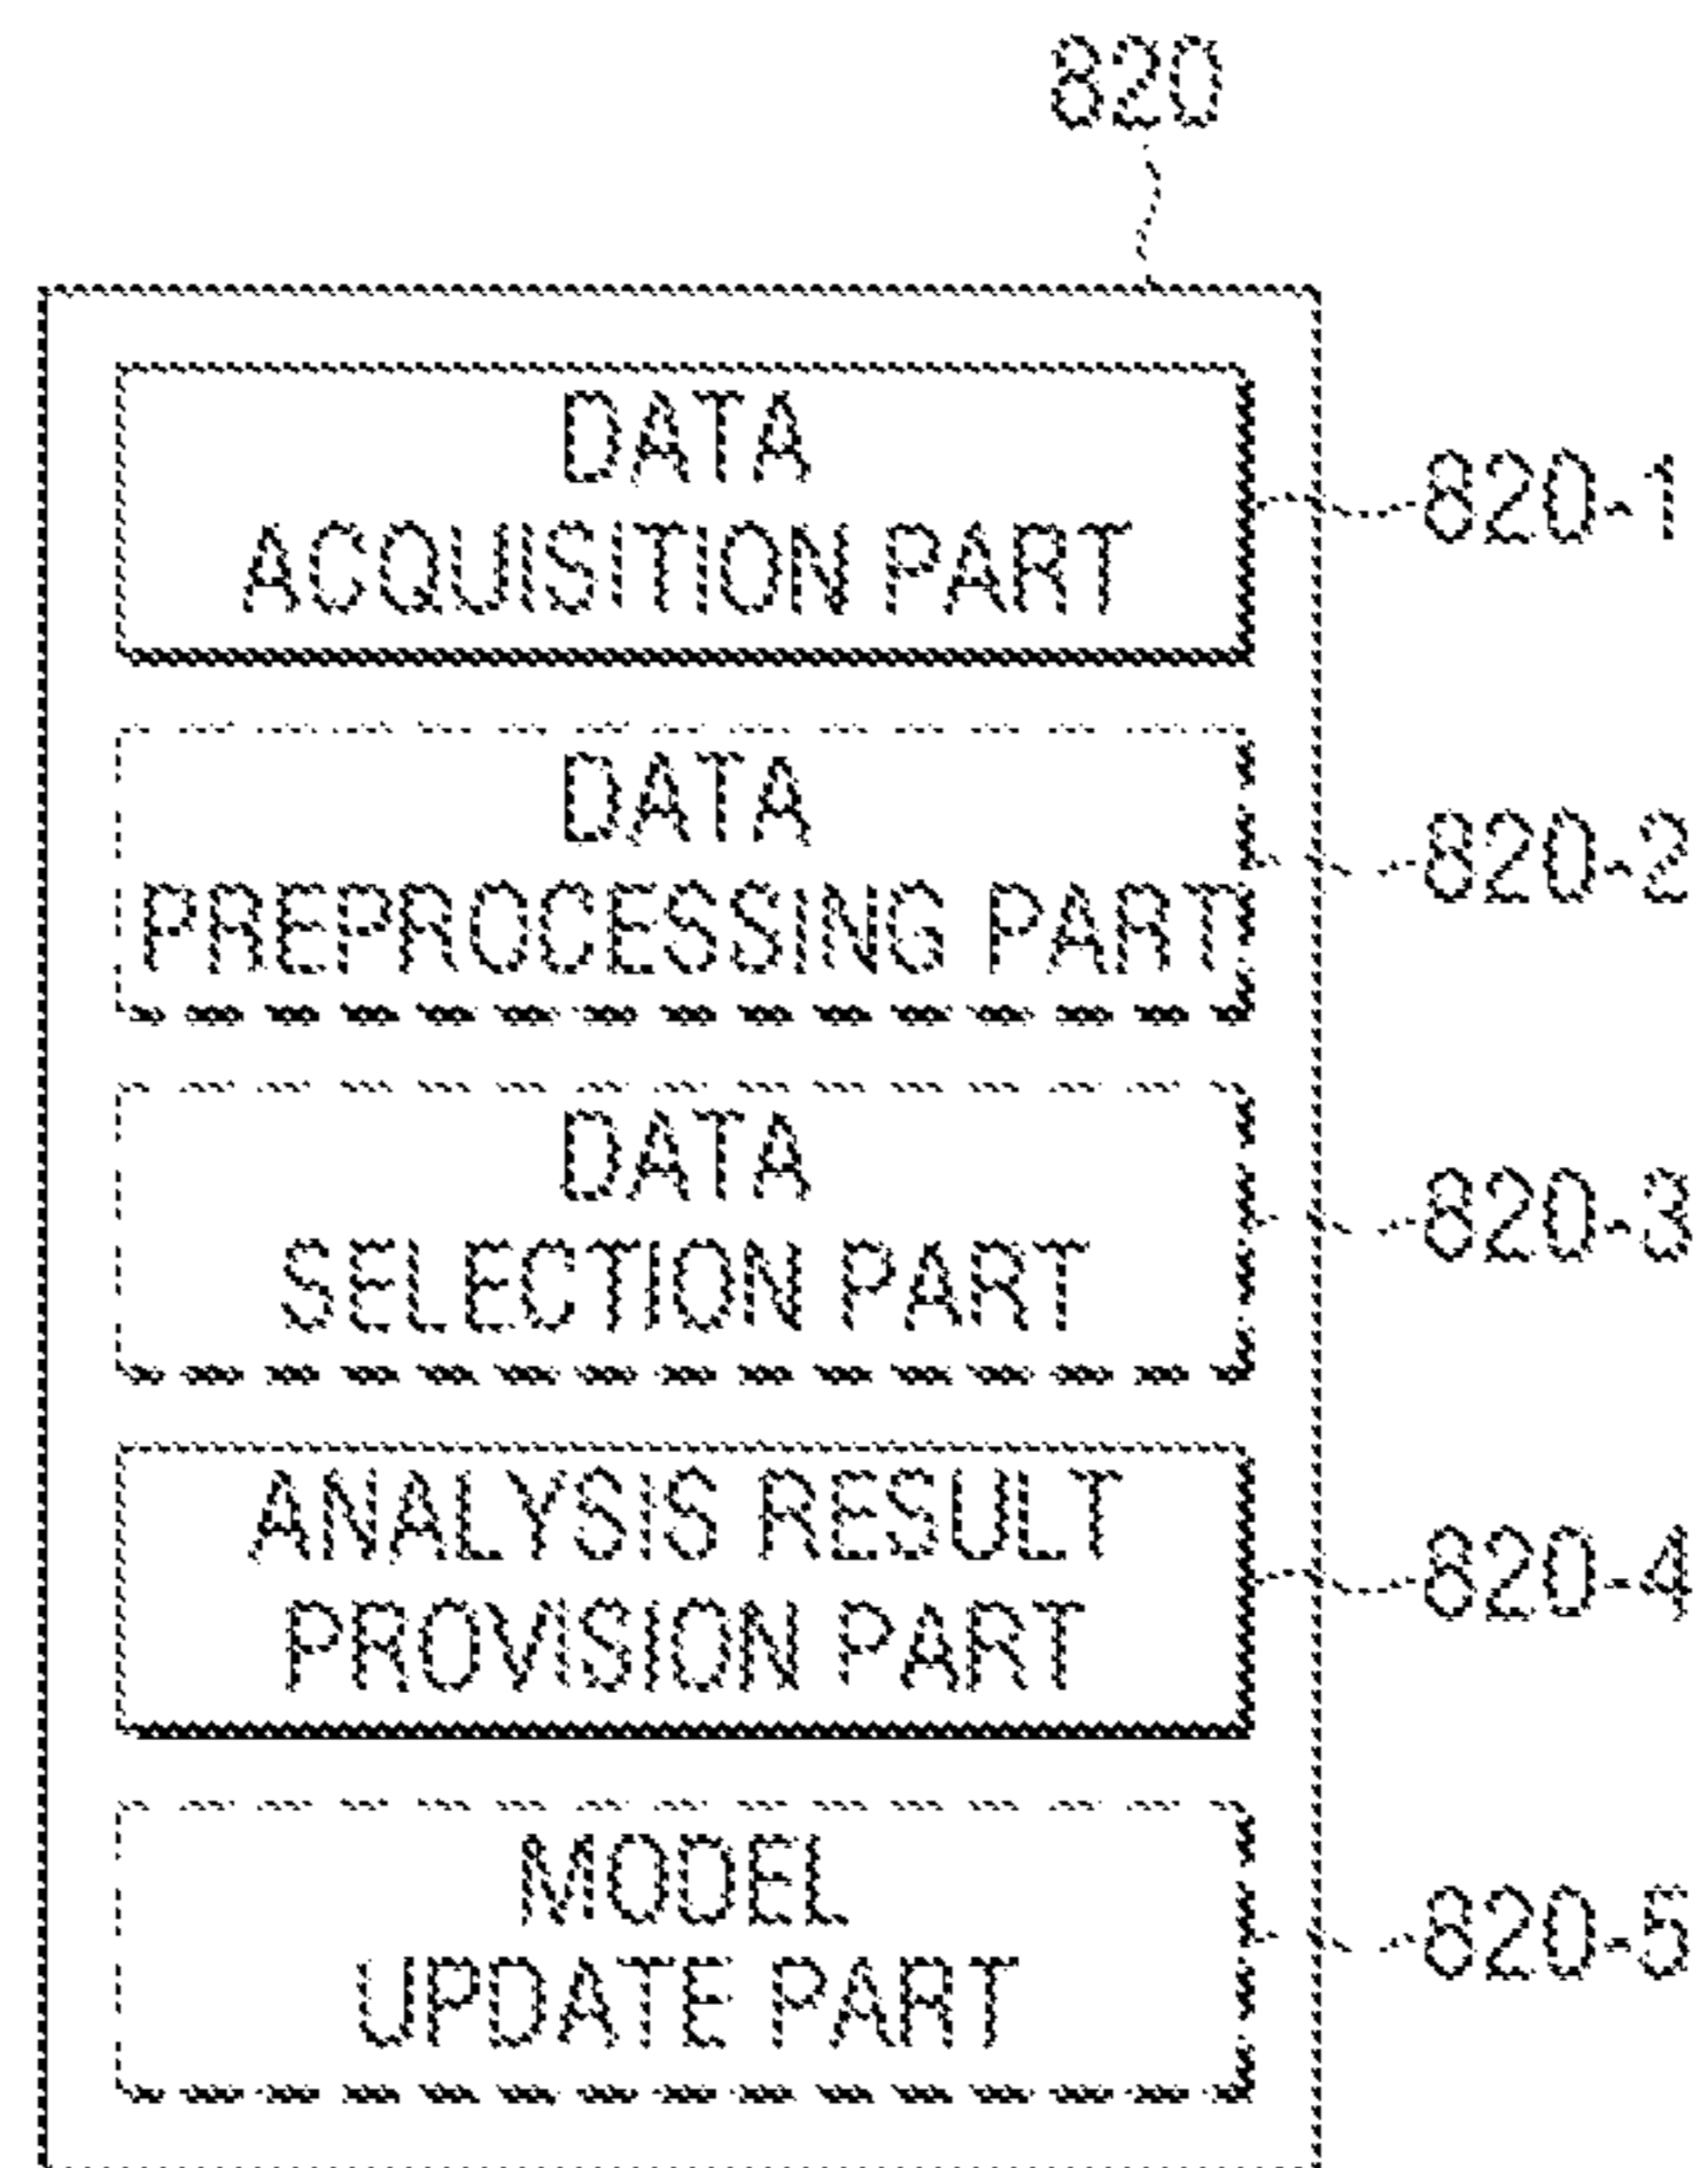 820
DATA
ACQUISITION PART
820-1
DATA
PREPROCESSING PART
820-2
DATA
SELECTION PART
820-3
ANALYSIS RESULT
PROVISION PART
820-4
MODEL
UPDATE PART
820-5